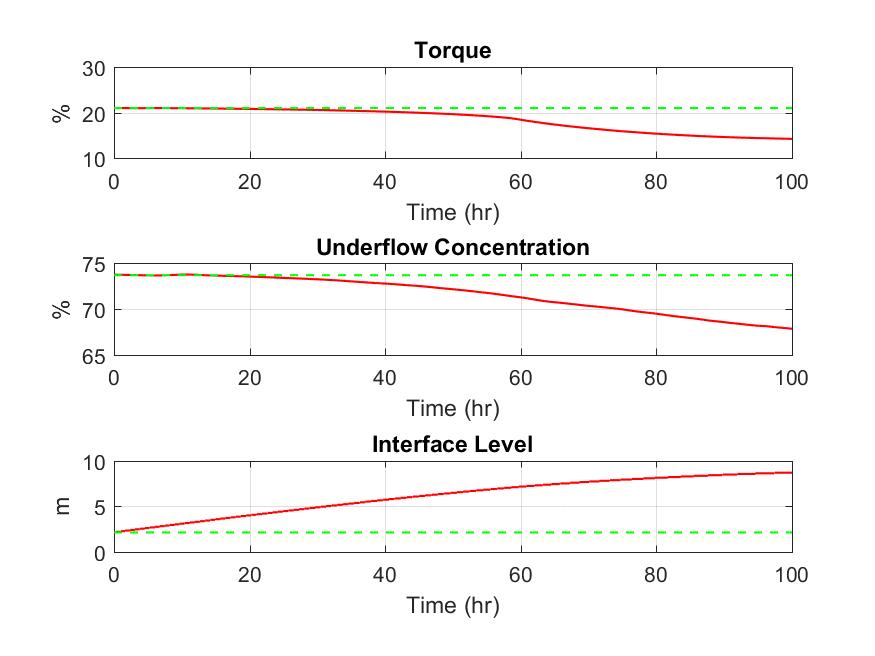 Torque
30
20
10
%
0 20 40 60 80 100
Time (hr)
Underflow Concentration
75
70
65
%
0 20 40 60 80 100
Time (hr)
Interface Level
10
5
0
m
0 20 40 60 80 100
Time (hr)